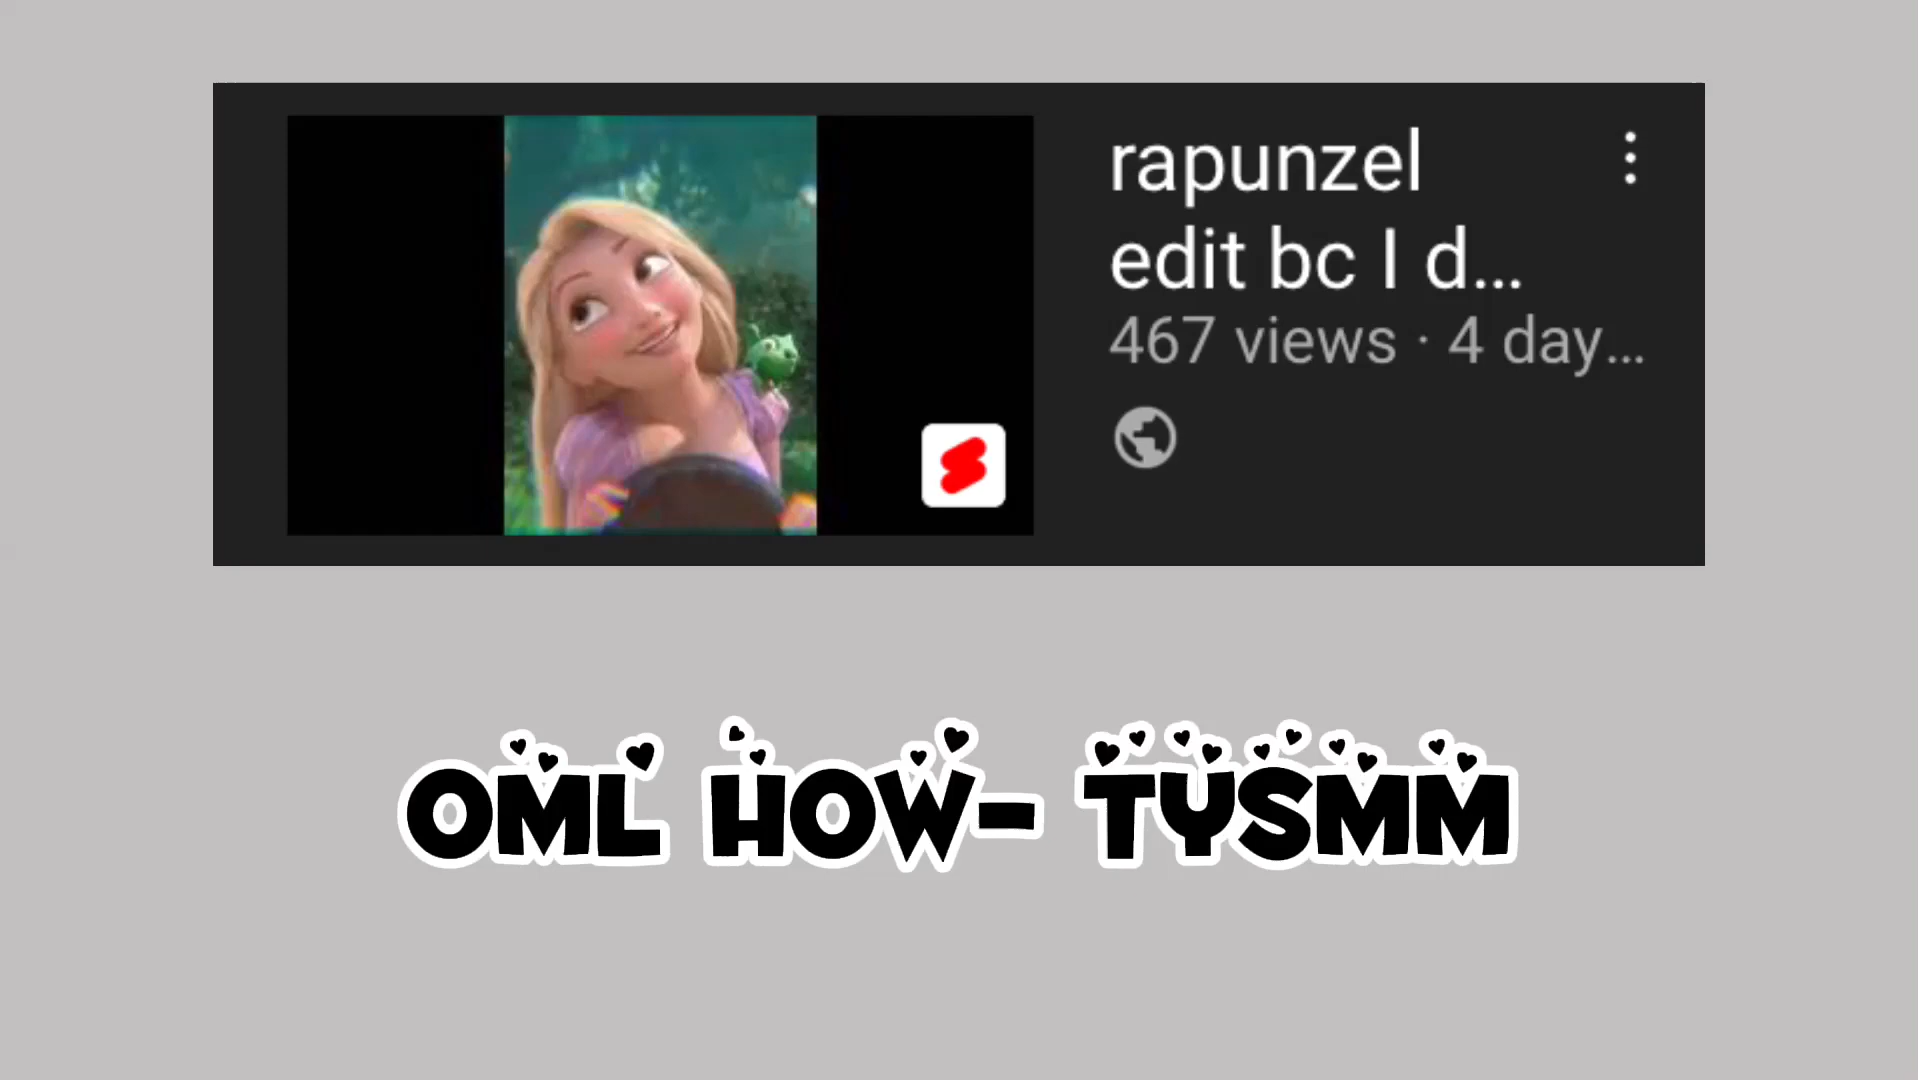 rapunzel
edit bc I d...
467 views · 4 day...
OML HOW- TYSMM